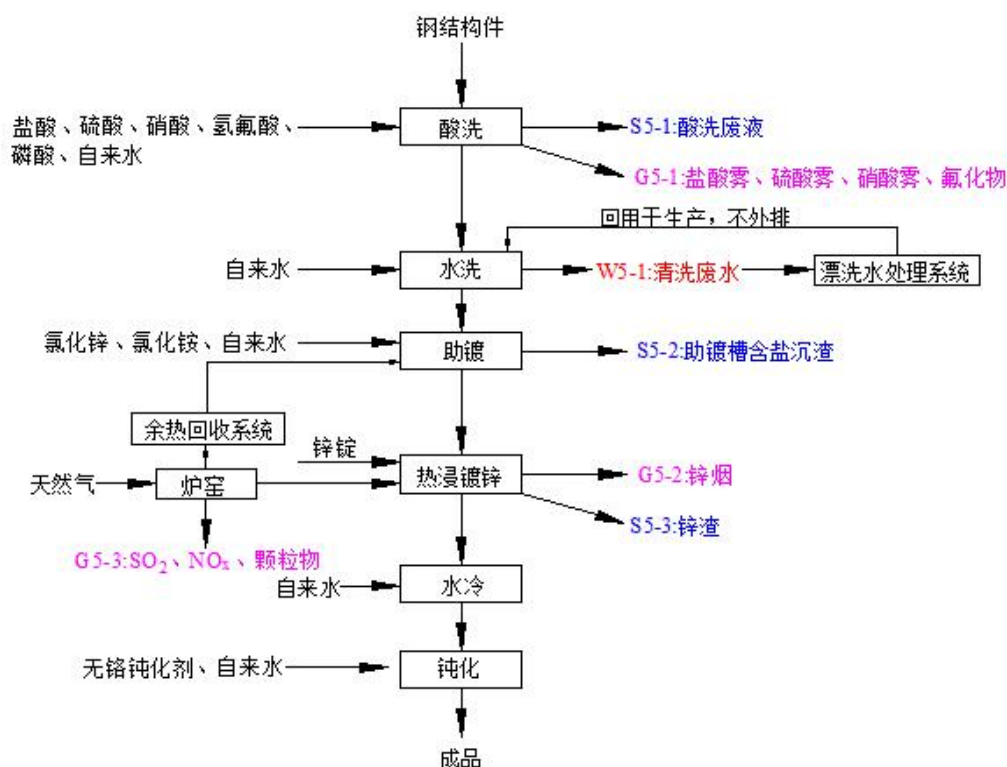 钢结构件
盐酸、硫酸、硝酸、氢氟酸、
磷酸、自来水
酸洗
S5-1:酸洗废液
G5-1:盐酸雾、硫酸雾、硝酸雾、氟化物
回用于生产，不外排
自来水
水洗
W5-1:清洗废水
漂洗水处理系统
氯化锌、氯化铵、自来水
助镀
S5-2:助镀槽含盐沉渣
余热回收系统
锌锭
天然气
炉窑
热浸镀锌
G5-2:锌烟
S5-3:锌渣
G5-3:SO₂、NOₓ、颗粒物
自来水
水冷
无铬钝化剂、自来水
钝化
成品